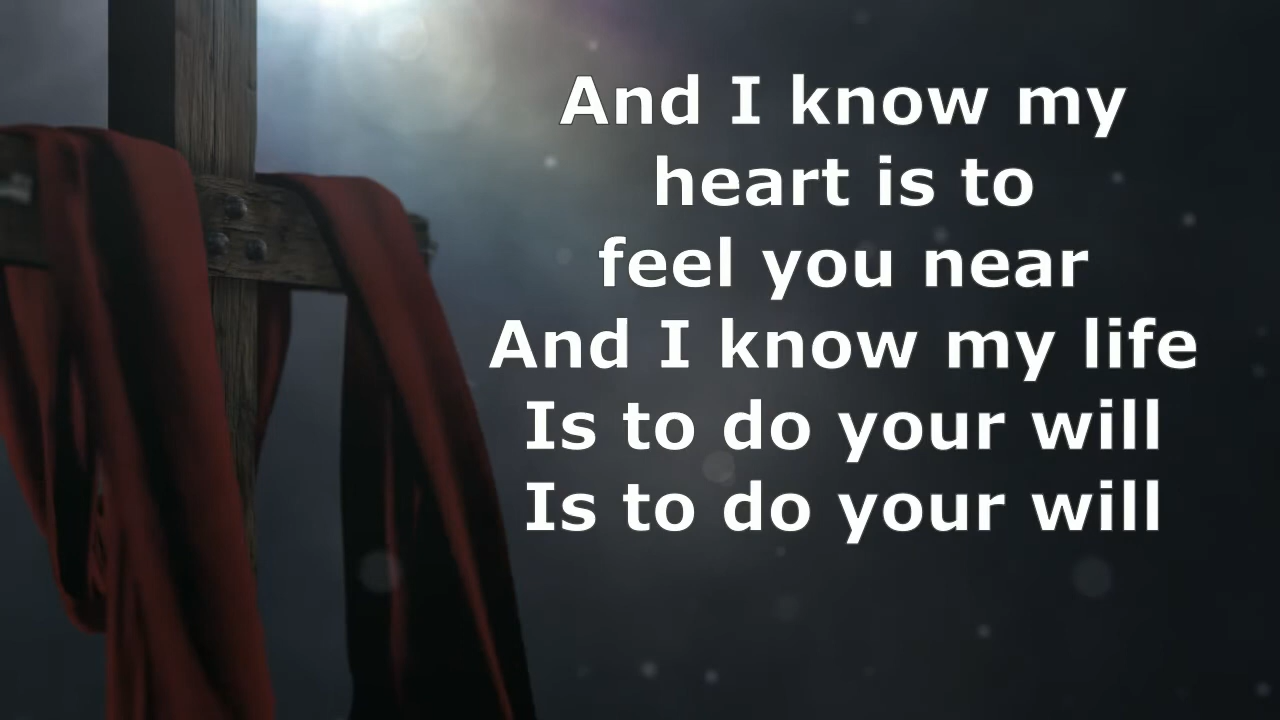 And I know my
heart is to
feel you near
And I know my life
Is to do your will
Is to do your will